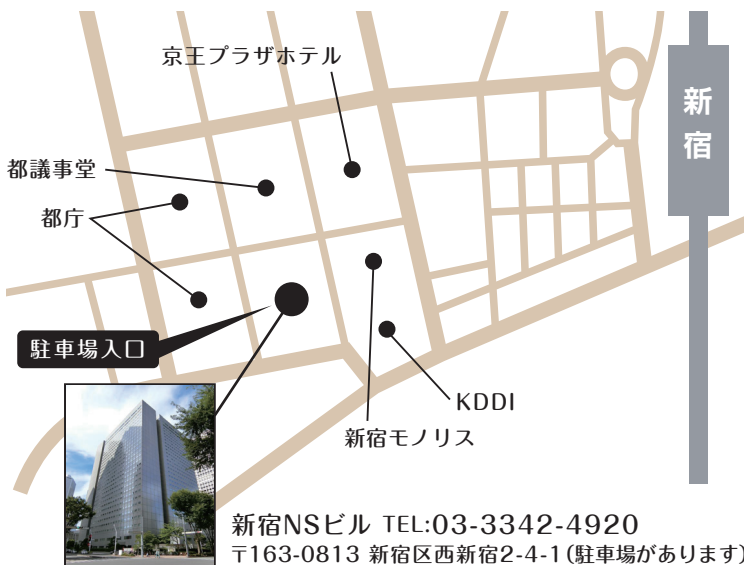 京王プラザホテル
新宿
都議事堂
都庁
駐車場入口
KDDI
新宿モノリス
新宿NSビル TEL:03-3342-4920
〒163-0813 新宿区西新宿2-4-1(駐車場があります)